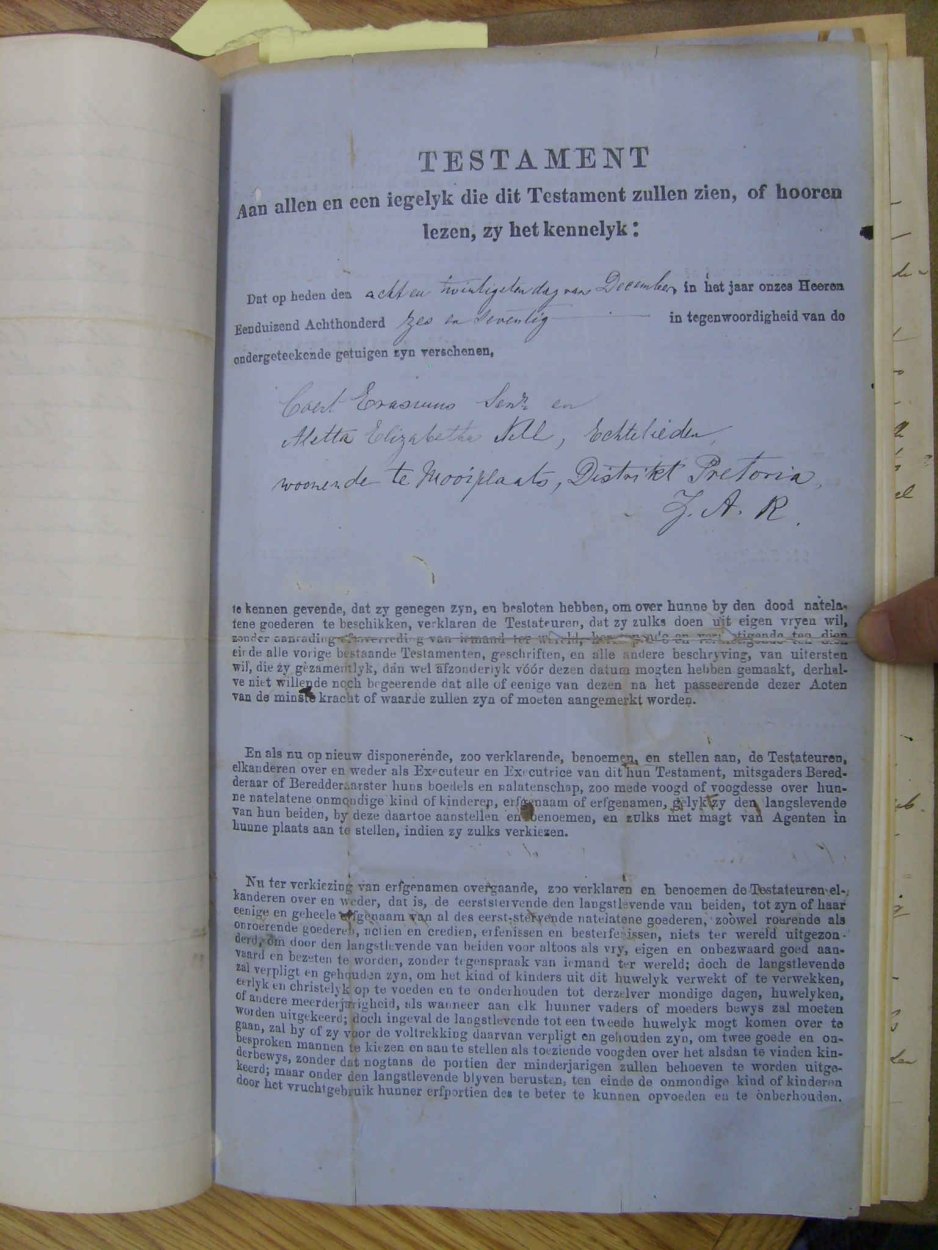 TESTAMENT
Aan allen en een iegelyk die dit Testament zullen zien, of hooren
lezen, zy het kennelyk:
Dat op heden den acht en twintigsten dag van December in het jaar onzes Heeren
Eenduizend Achthonderd zes en seventig in tegenwoordigheid van de
ondergeteekende getuigen zyn verschenen,
Coert Erasmus Senr en
Aletta Elizabetha Nell, Echtelieden,
woonende te Mooiplaats, Distrikt Pretoria,
Z. A. R.
te kennen gevende, dat zy genegen zyn, en besloten hebben, om over hunne by den dood natela-
tene goederen te beschikken, verklaren de Testateuren, dat zy zulks doen uit eigen vryen wil,
zonder aanrading of overreding van iemand ter wereld, herroepende en vernietigende ten dien
einde alle vorige bestaande Testamenten, geschriften, en alle andere beschryving, van uitersten
wil, die zy gezamentlyk, dan wel afzonderlyk vóór dezen datum mogten hebben gemaakt, derhal-
ve niet willende noch begeerende dat alle of eenige van dezen na het passeerende dezer Acten
van de minste kracht of waarde zullen zyn of moeten aangemerkt worden.
En als nu op nieuw disponerende, zoo verklarende, benoemen, en stellen aan, de Testateuren,
elkanderen over en weder als Executeur en Executrice van dit hun Testament, mitsgaders Bered-
deraar of Beredderaarster huns boedels en nalatenschap, zoo mede voogd of voogdesse over hun-
ne natelatene onmondige kind of kinderen, erfgenaam of erfgenamen, gelyk zy den langslevende
van hun beiden, by deze daartoe aanstellen en benoemen, en zulks met magt van Agenten in
hunne plaats aan te stellen, indien zy zulks verkiezen.
Nu ter verkiezing van erfgenamen overgaande, zoo verklaren en benoemen de Testateuren el-
kanderen over en weder, dat is, de eerststervende den langstlevende van beiden, tot zyn of haar
eenige en geheele erfgenaam van al des eerst-stervende natelatene goederen, zoowel roerende als
onroerende goederen, actien en credien, erfenissen en besterfenissen, niets ter wereld uitgezon-
derd, om door den langstlevende van beiden voor altoos als vry, eigen en onbezwaard goed aan-
vaard en bezeten te worden, zonder tegenspraak van iemand ter wereld; doch de langstlevende
zal verpligt en gehouden zyn, om het kind of kinders uit dit huwelyk verwekt of te verwekken,
eerlyk en christelyk op te voeden en te onderhouden tot derzelver mondige dagen, huwelyken,
of andere meerderjarigheid, als wanneer aan elk hunner vaders of moeders bewys zal moeten
worden uitgekeerd; doch ingeval de langstlevende tot een tweede huwelyk mogt komen over te
gaan, zal hy of zy voor de voltrekking daarvan verpligt en gehouden zyn, om twee goede en on-
besproken mannen te kiezen en aan te stellen als toeziende voogden over het alsdan te vinden kin-
derbewys, zonder dat nogtans de portien der minderjarigen zullen behoeven te worden uitge-
keerd; maar onder den langstlevende blyven berusten, ten einde de onmondige kind of kinderen
door het vruchtgebruik hunner erfportien des te beter te kunnen opvoeden en te onberhouden.